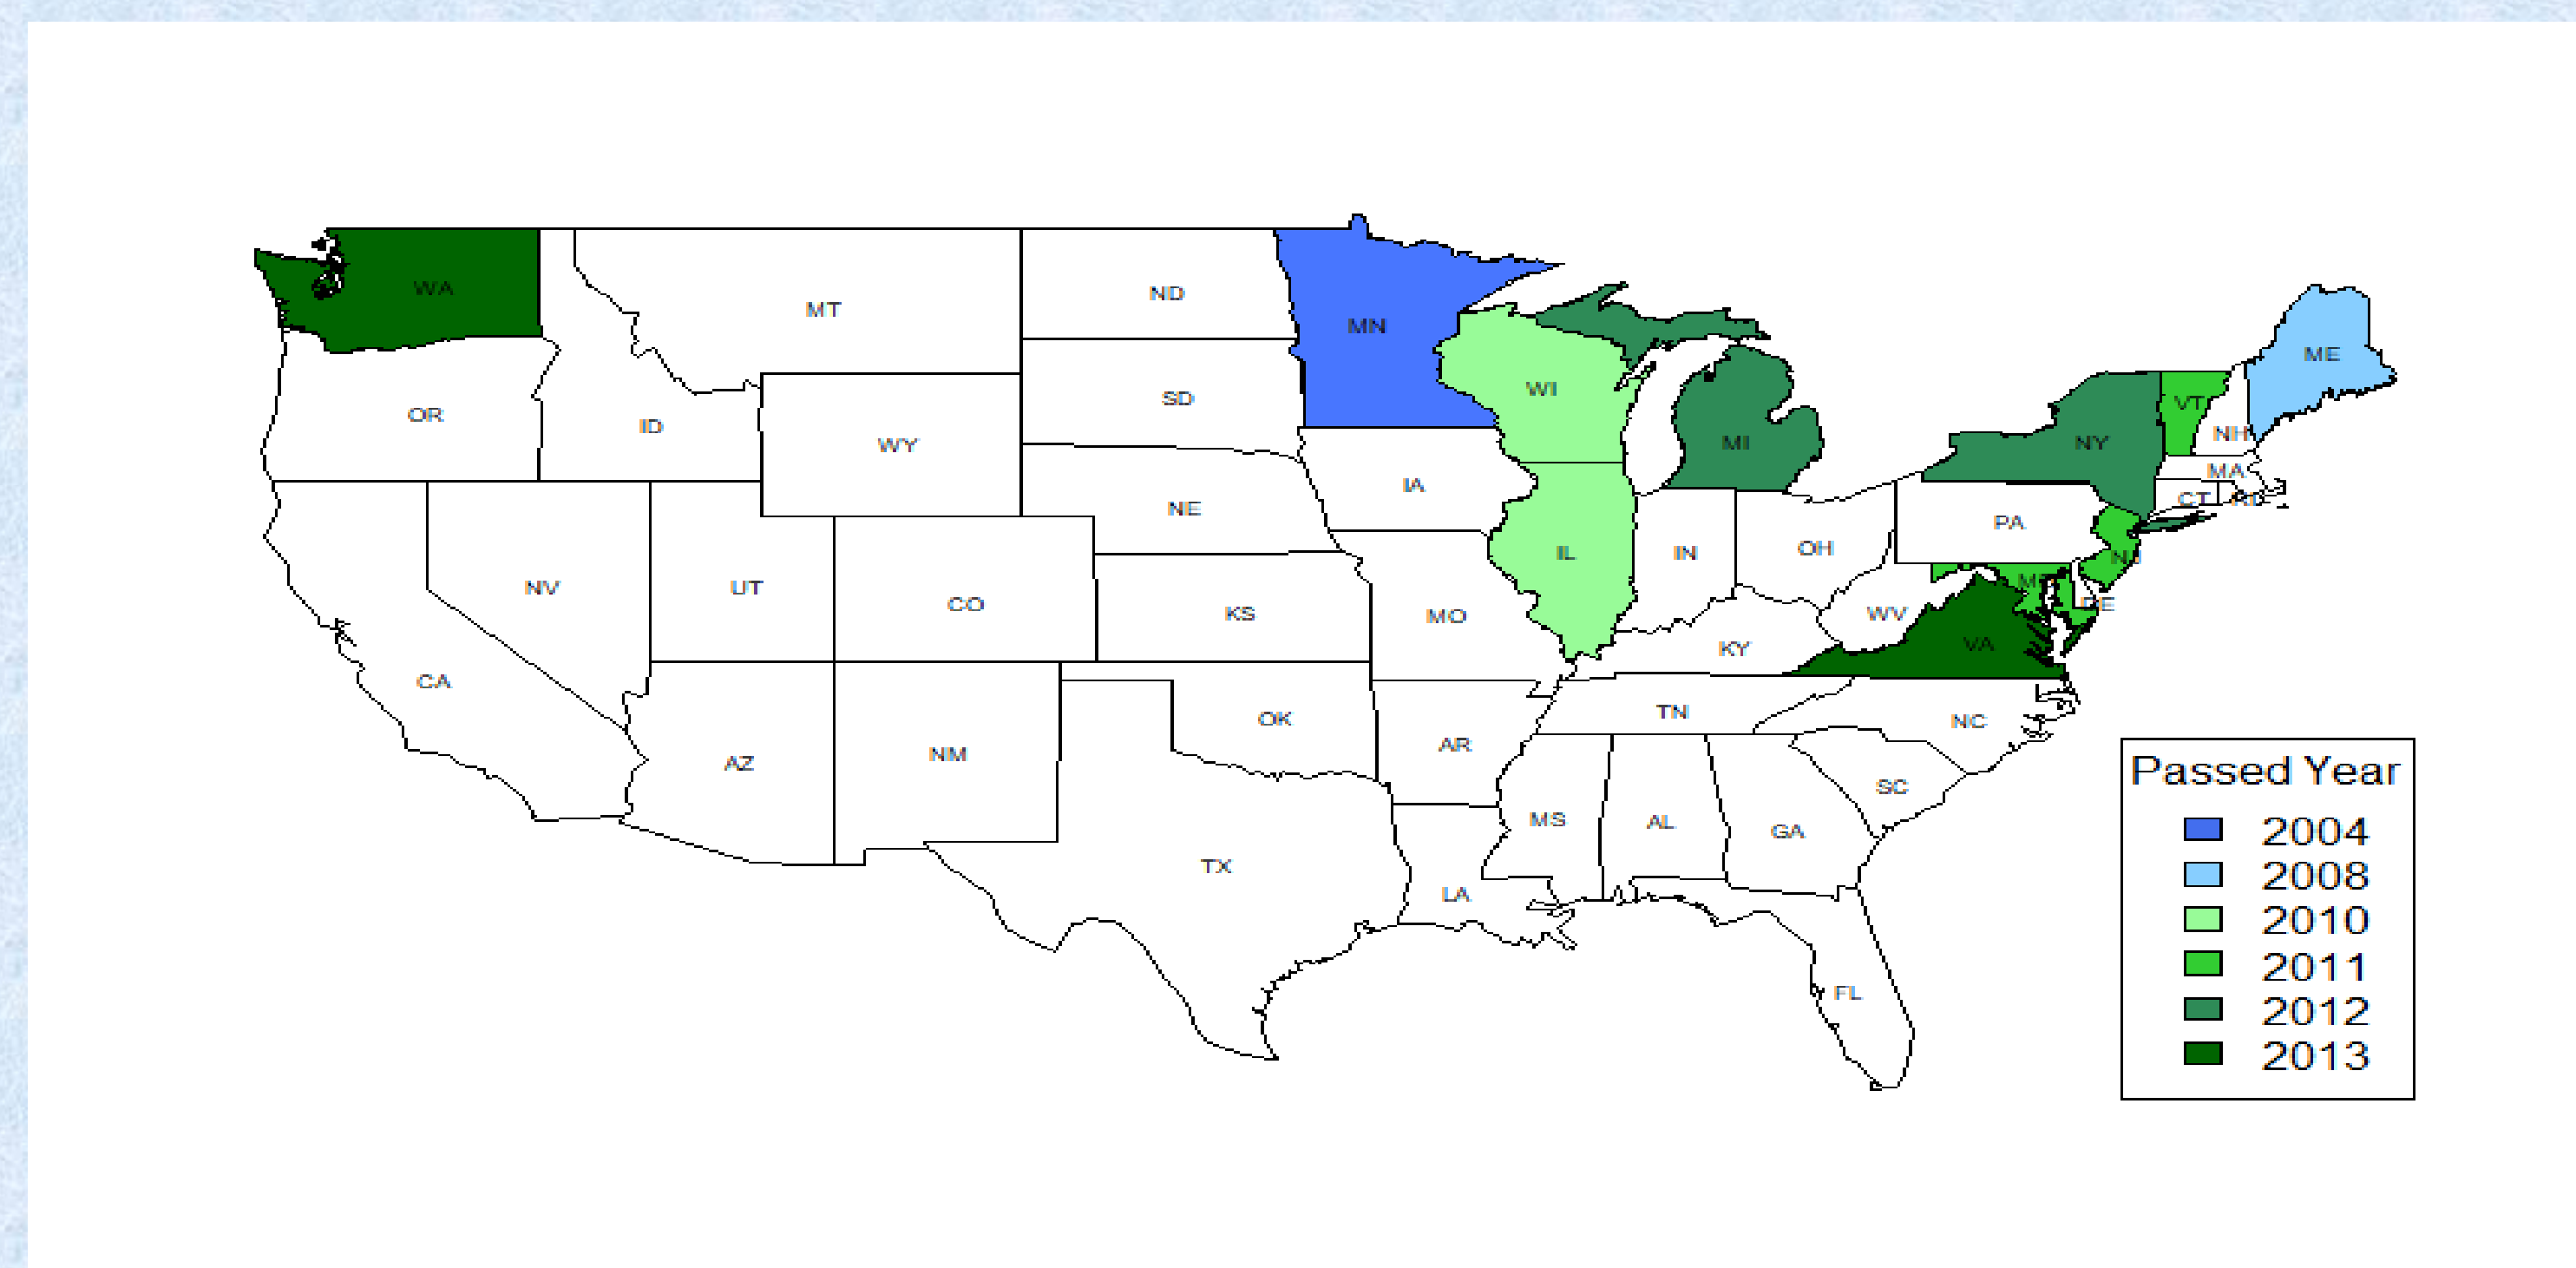 WA
MT
ND
MN
ME
OR
ID
WY
SD
WI
MI
NY
VT
NH
MA
CT
RI
NE
IA
PA
NV
UT
CO
KS
MO
IL
IN
OH
NJ
DE
WV
VA
KY
CA
AZ
NM
OK
AR
TN
NC
SC
TX
LA
MS
AL
GA
FL
Passed Year
2004
2008
2010
2011
2012
2013